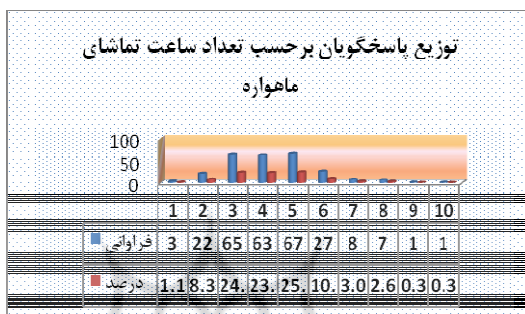 توزیع پاسخگویان برحسب تعداد ساعت تماشای
ماهواره
100
50
0
1 2 3 4 5 6 7 8 9 10
فراوانی 3 22 65 63 67 27 8 7 1 1
درصد 1.1 8.3 24. 23. 25. 10. 3.0 2.6 0.3 0.3